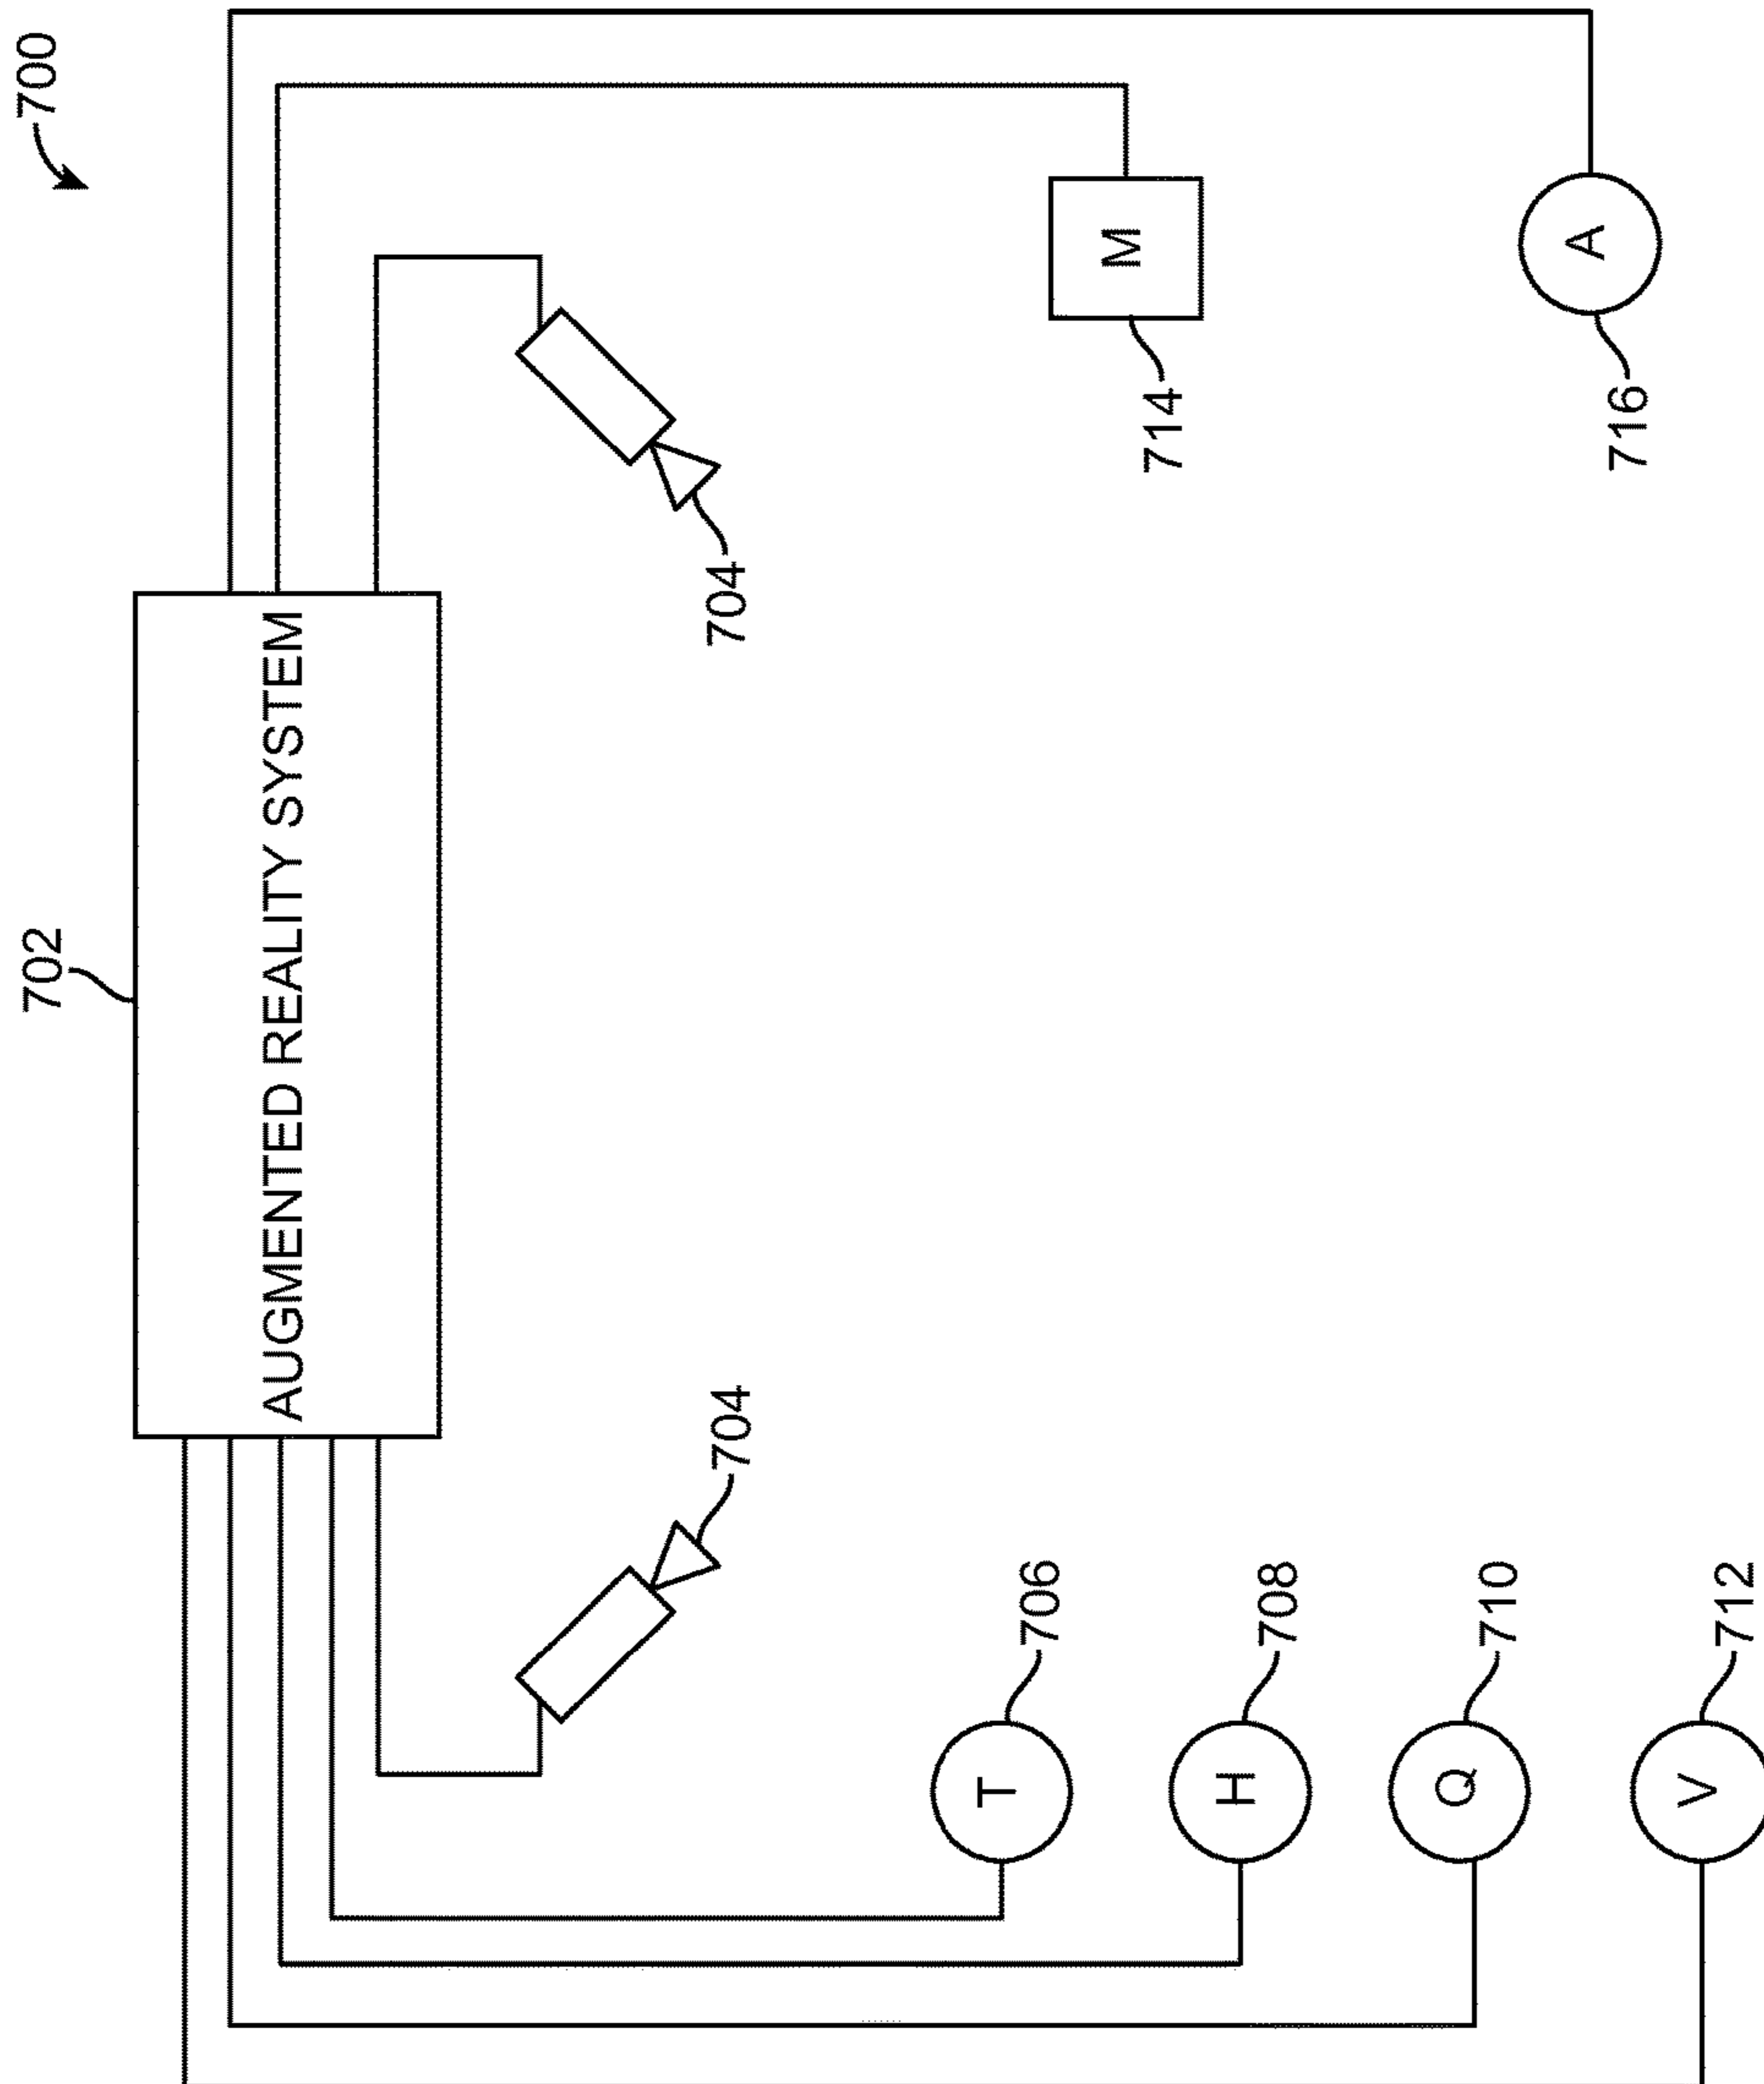 700
702
AUGMENTED REALITY SYSTEM
704
704
T
706
M
714
H
708
Q
710
A
716
V
712